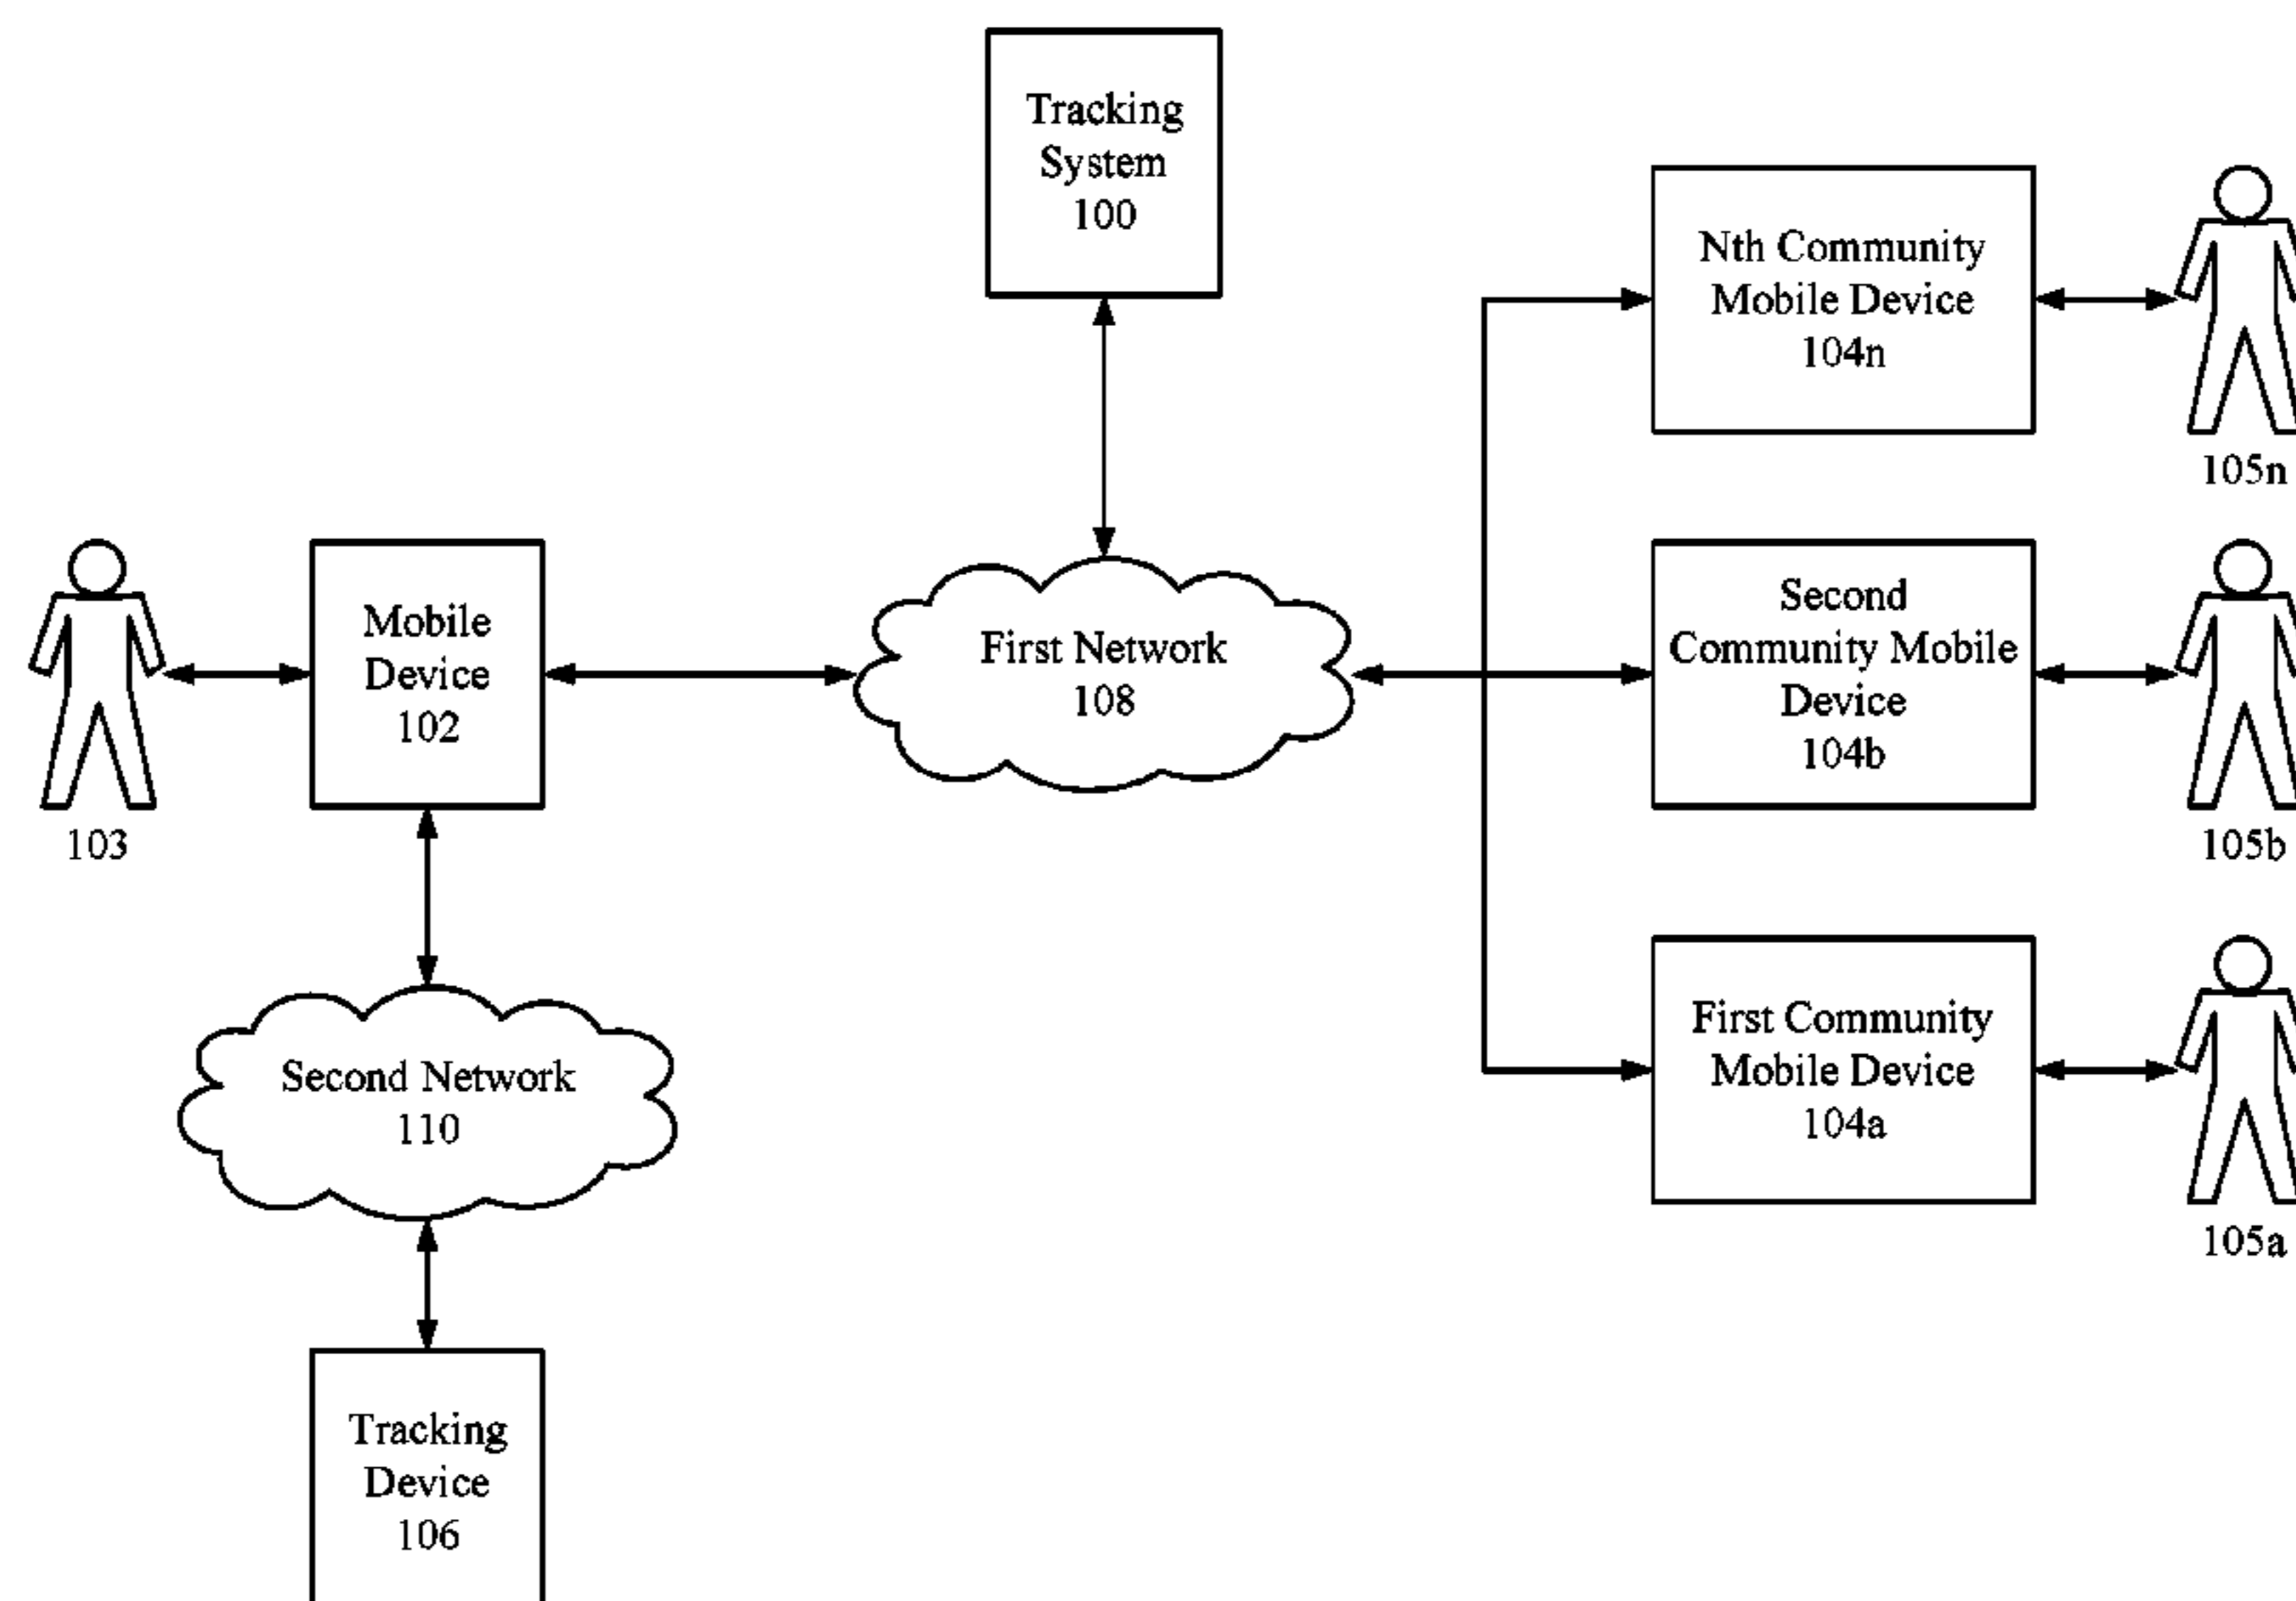 Tracking
System
100
Nth Community
Mobile Device
104n
105n
Mobile
Device
102
103
First Network
108
Second
Community Mobile
Device
104b
105b
Second Network
110
First Community
Mobile Device
104a
105a
Tracking
Device
106